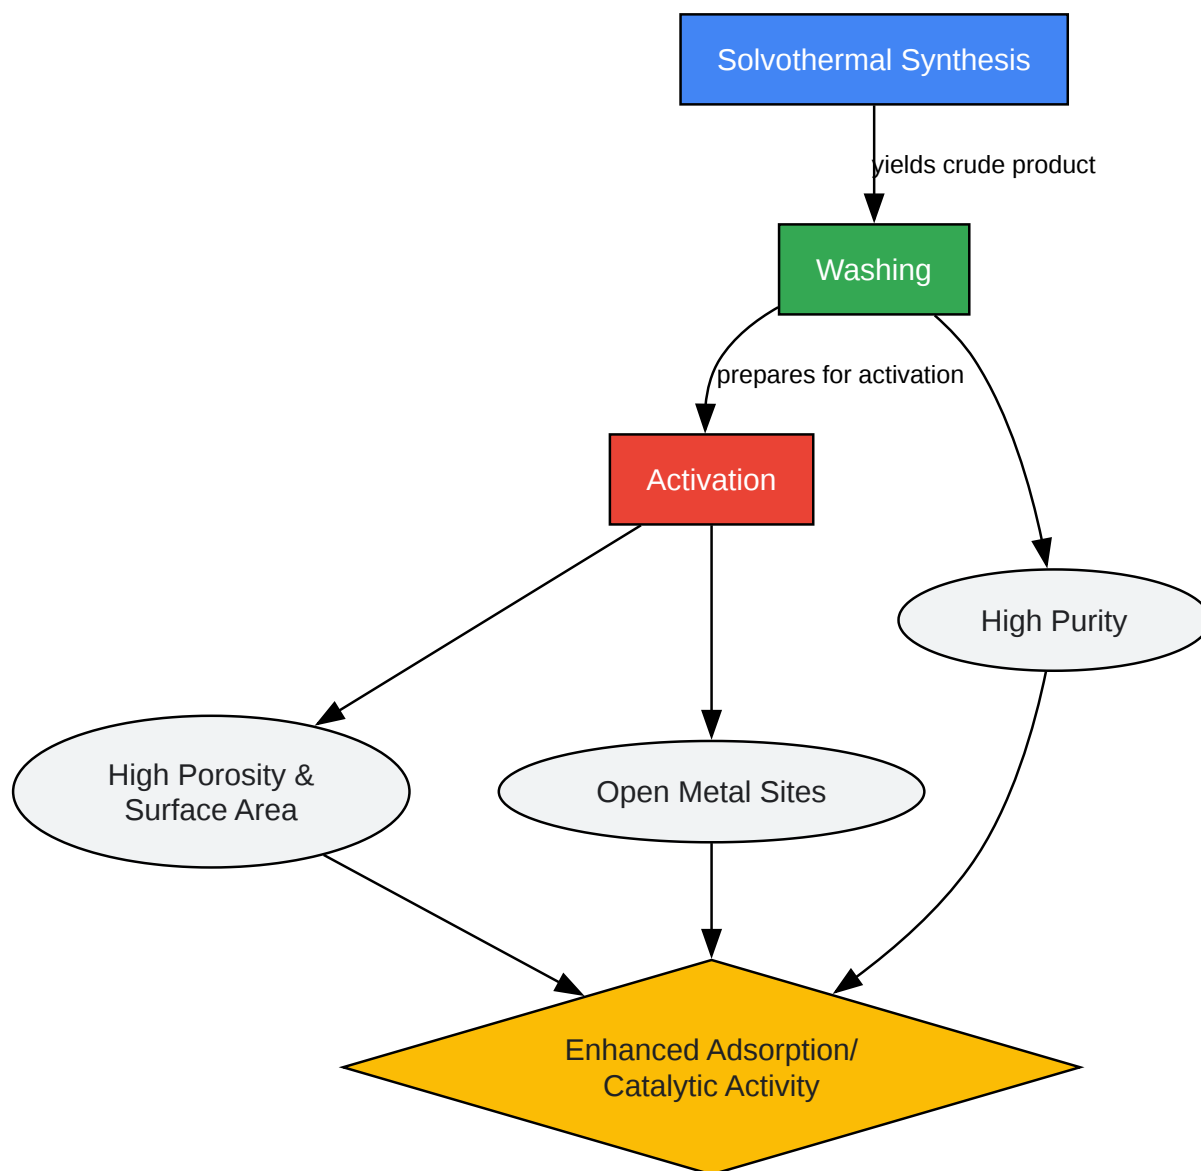 Solvothermal Synthesis
yields crude product
Washing
prepares for activation
Activation
High Purity
High Porosity &
Surface Area
Open Metal Sites
Enhanced Adsorption/
Catalytic Activity